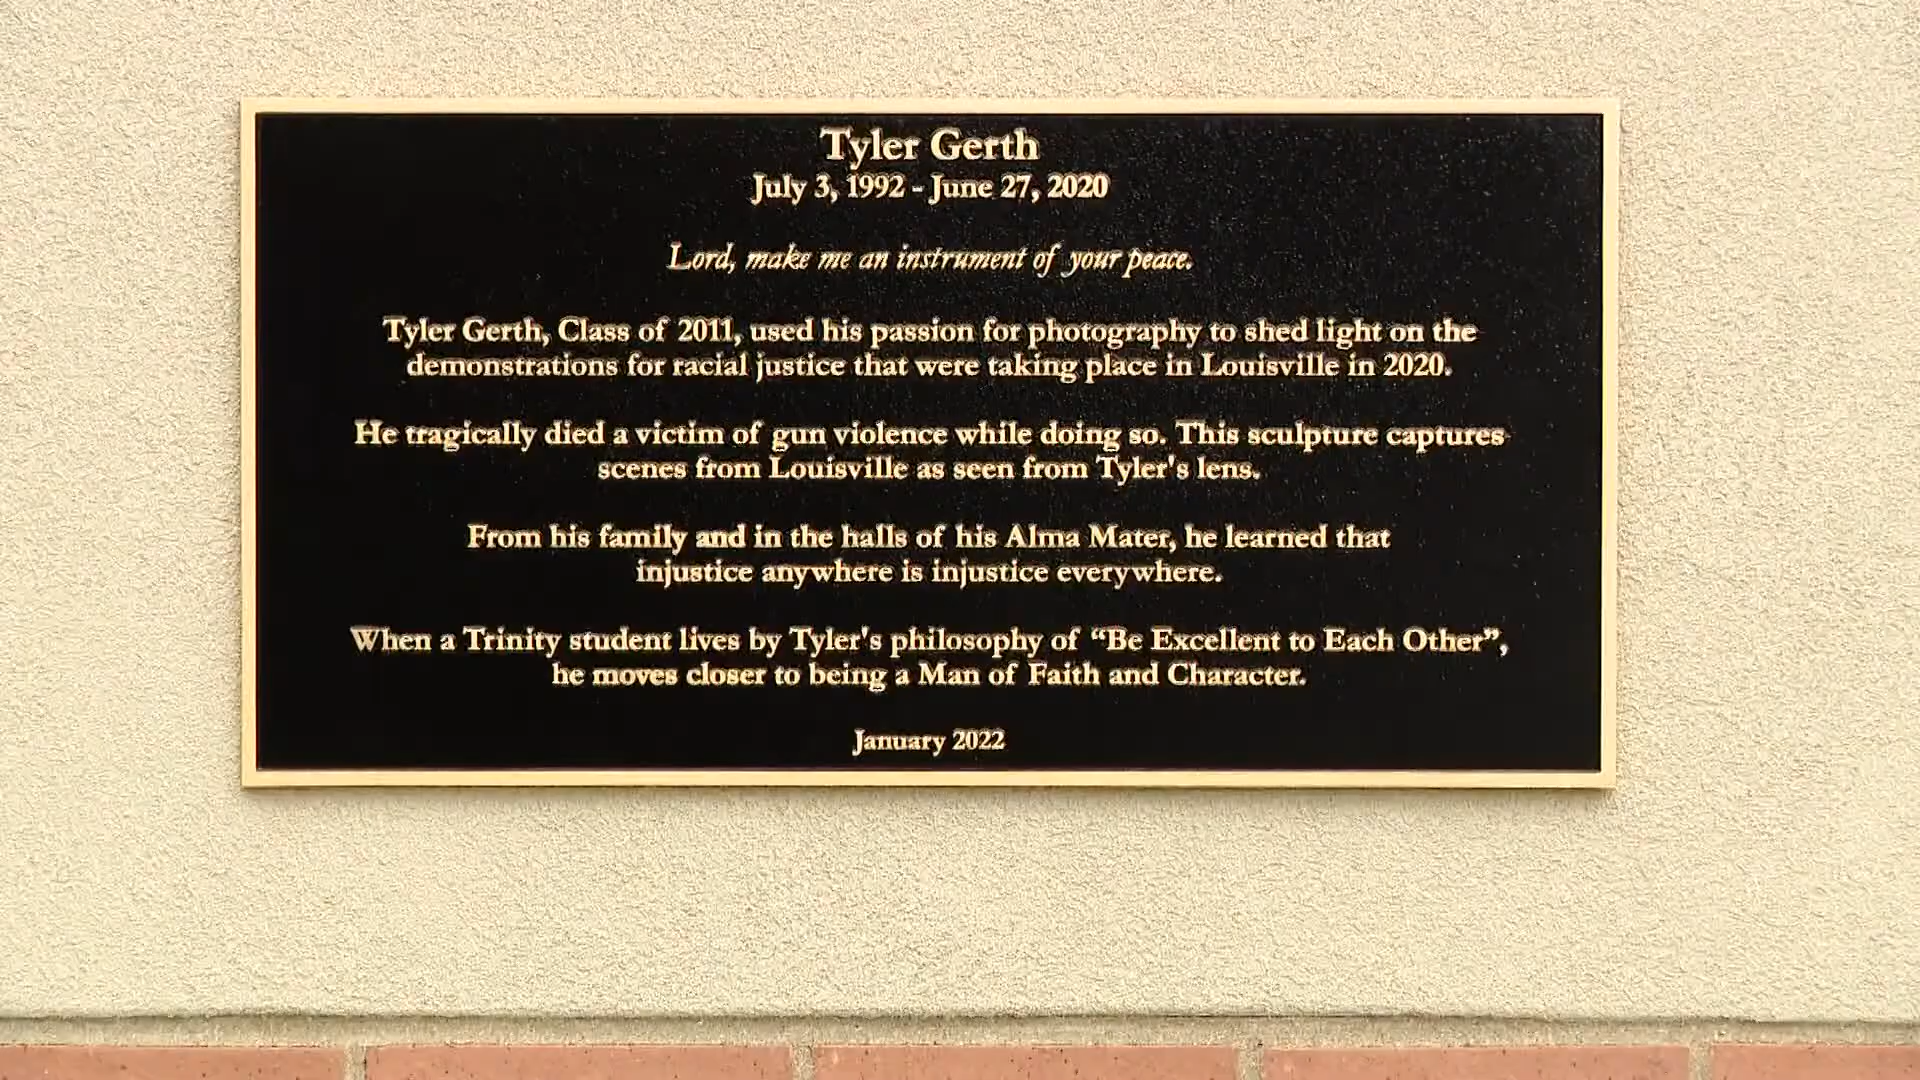 Tyler Gerth
July 3, 1992 - June 27, 2020
Lord, make me an instrument of your peace.
Tyler Gerth, Class of 2011, used his passion for photography to shed light on the
demonstrations for racial justice that were taking place in Louisville in 2020.
He tragically died a victim of gun violence while doing so. This sculpture captures
scenes from Louisville as seen from Tyler's lens.
From his family and in the halls of his Alma Mater, he learned that
injustice anywhere is injustice everywhere.
When a Trinity student lives by Tyler's philosophy of “Be Excellent to Each Other”,
he moves closer to being a Man of Faith and Character.
January 2022